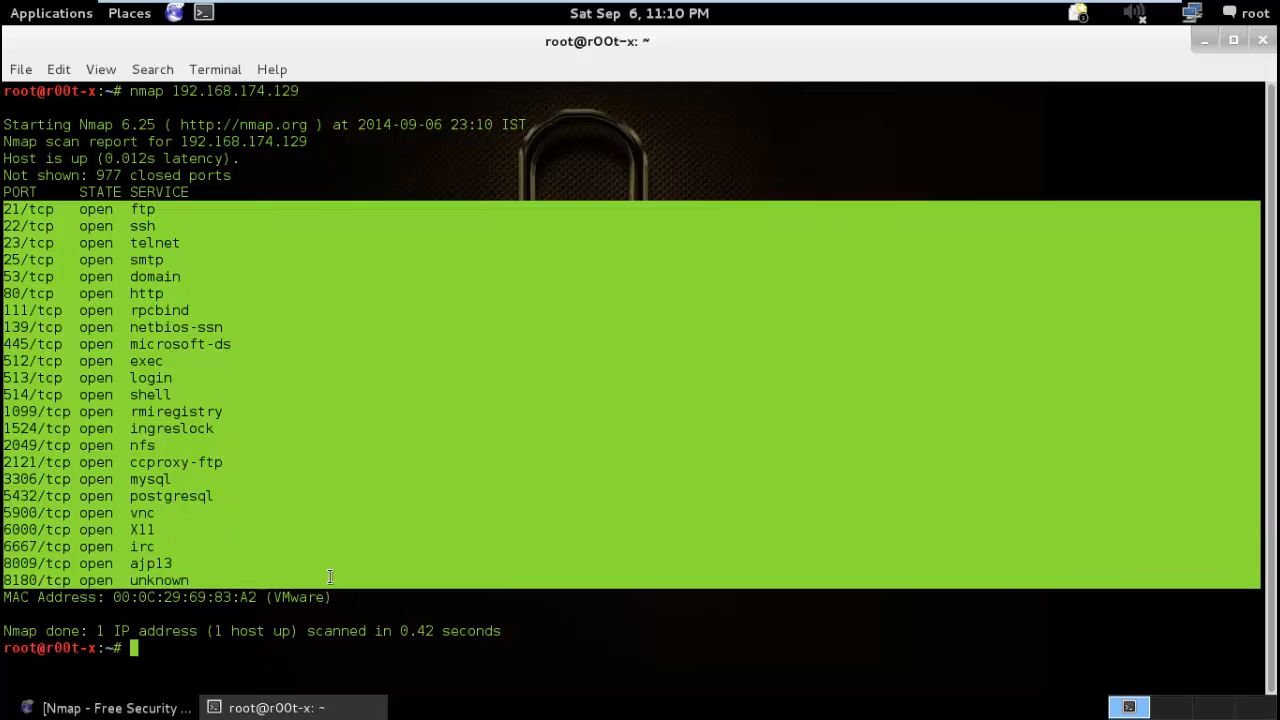 Applications Places Sat Sep 6, 11:10 PM root
root@r00t-x: ~
File Edit View Search Terminal Help
root@r00t-x:~# nmap 192.168.174.129
Starting Nmap 6.25 ( http://nmap.org ) at 2014-09-06 23:10 IST
Nmap scan report for 192.168.174.129
Host is up (0.012s latency).
Not shown: 977 closed ports
PORT STATE SERVICE
21/tcp open ftp
22/tcp open ssh
23/tcp open telnet
25/tcp open smtp
53/tcp open domain
80/tcp open http
111/tcp open rpcbind
139/tcp open netbios-ssn
445/tcp open microsoft-ds
512/tcp open exec
513/tcp open login
514/tcp open shell
1099/tcp open rmiregistry
1524/tcp open ingreslock
2049/tcp open nfs
2121/tcp open ccproxy-ftp
3306/tcp open mysql
5432/tcp open postgresql
5900/tcp open vnc
6000/tcp open X11
6667/tcp open irc
8009/tcp open ajp13
8180/tcp open unknown
MAC Address: 00:0C:29:69:83:A2 (VMware)
Nmap done: 1 IP address (1 host up) scanned in 0.42 seconds
root@r00t-x:~#
[Nmap - Free Security ... root@r00t-x: ~